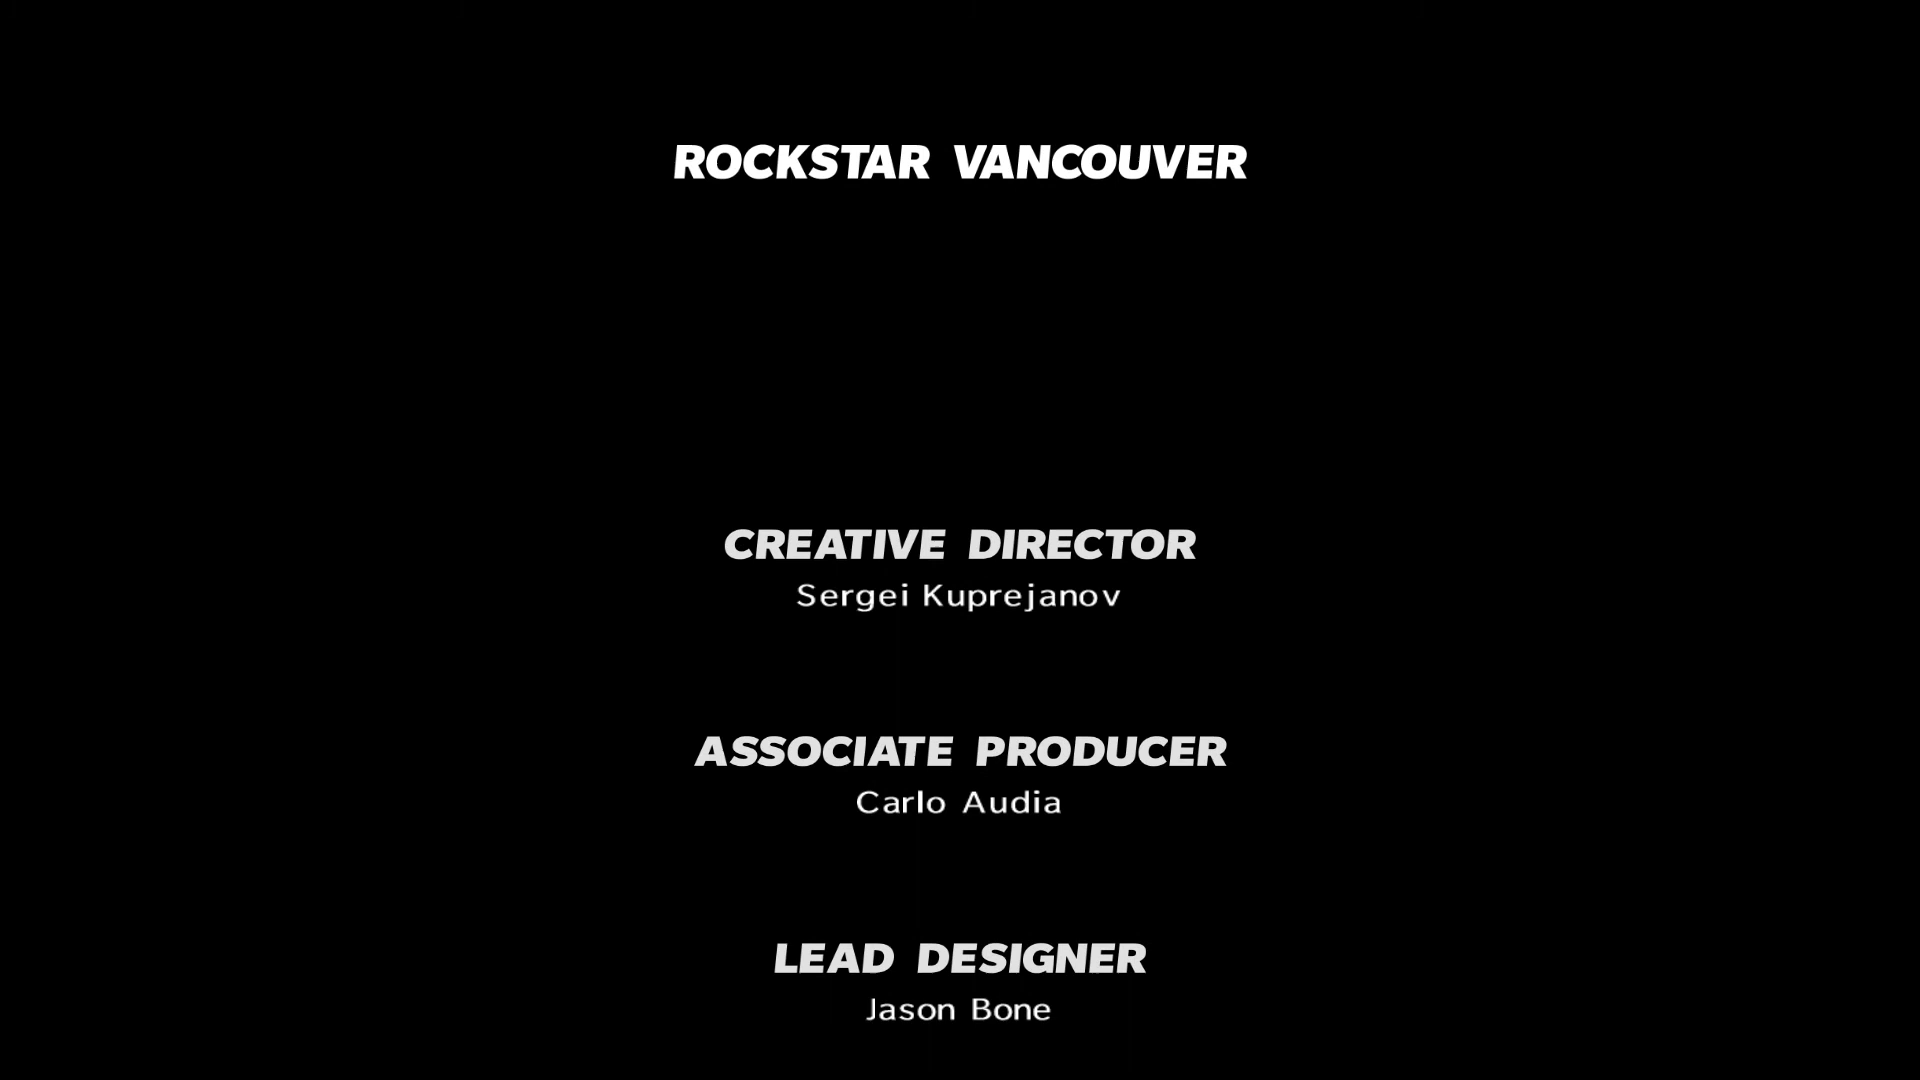 ROCKSTAR VANCOUVER
CREATIVE DIRECTOR
Sergei Kuprejanov
ASSOCIATE PRODUCER
Carlo Audia
LEAD DESIGNER
Jason Bone